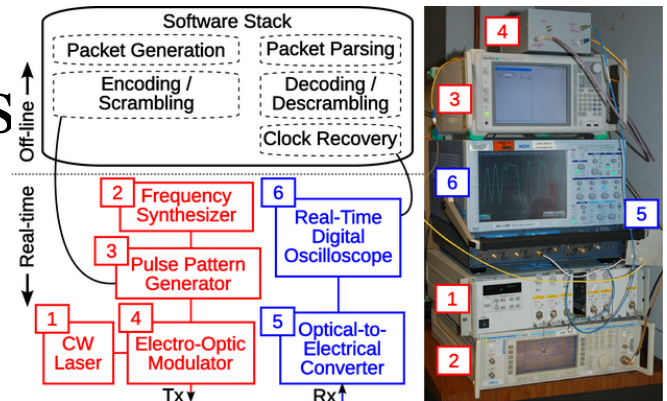 Software Stack
Packet Generation
Packet Parsing
Encoding /
Scrambling
Decoding /
Descrambling
Clock Recovery
s
Off-line
Real-time
2
Frequency
Synthesizer
3
Pulse Pattern
Generator
1
CW
Laser
4
Electro-Optic
Modulator
Tx
6
Real-Time
Digital
Oscilloscope
5
Optical-to-
Electrical
Converter
Rx
4
3
6
5
1
2